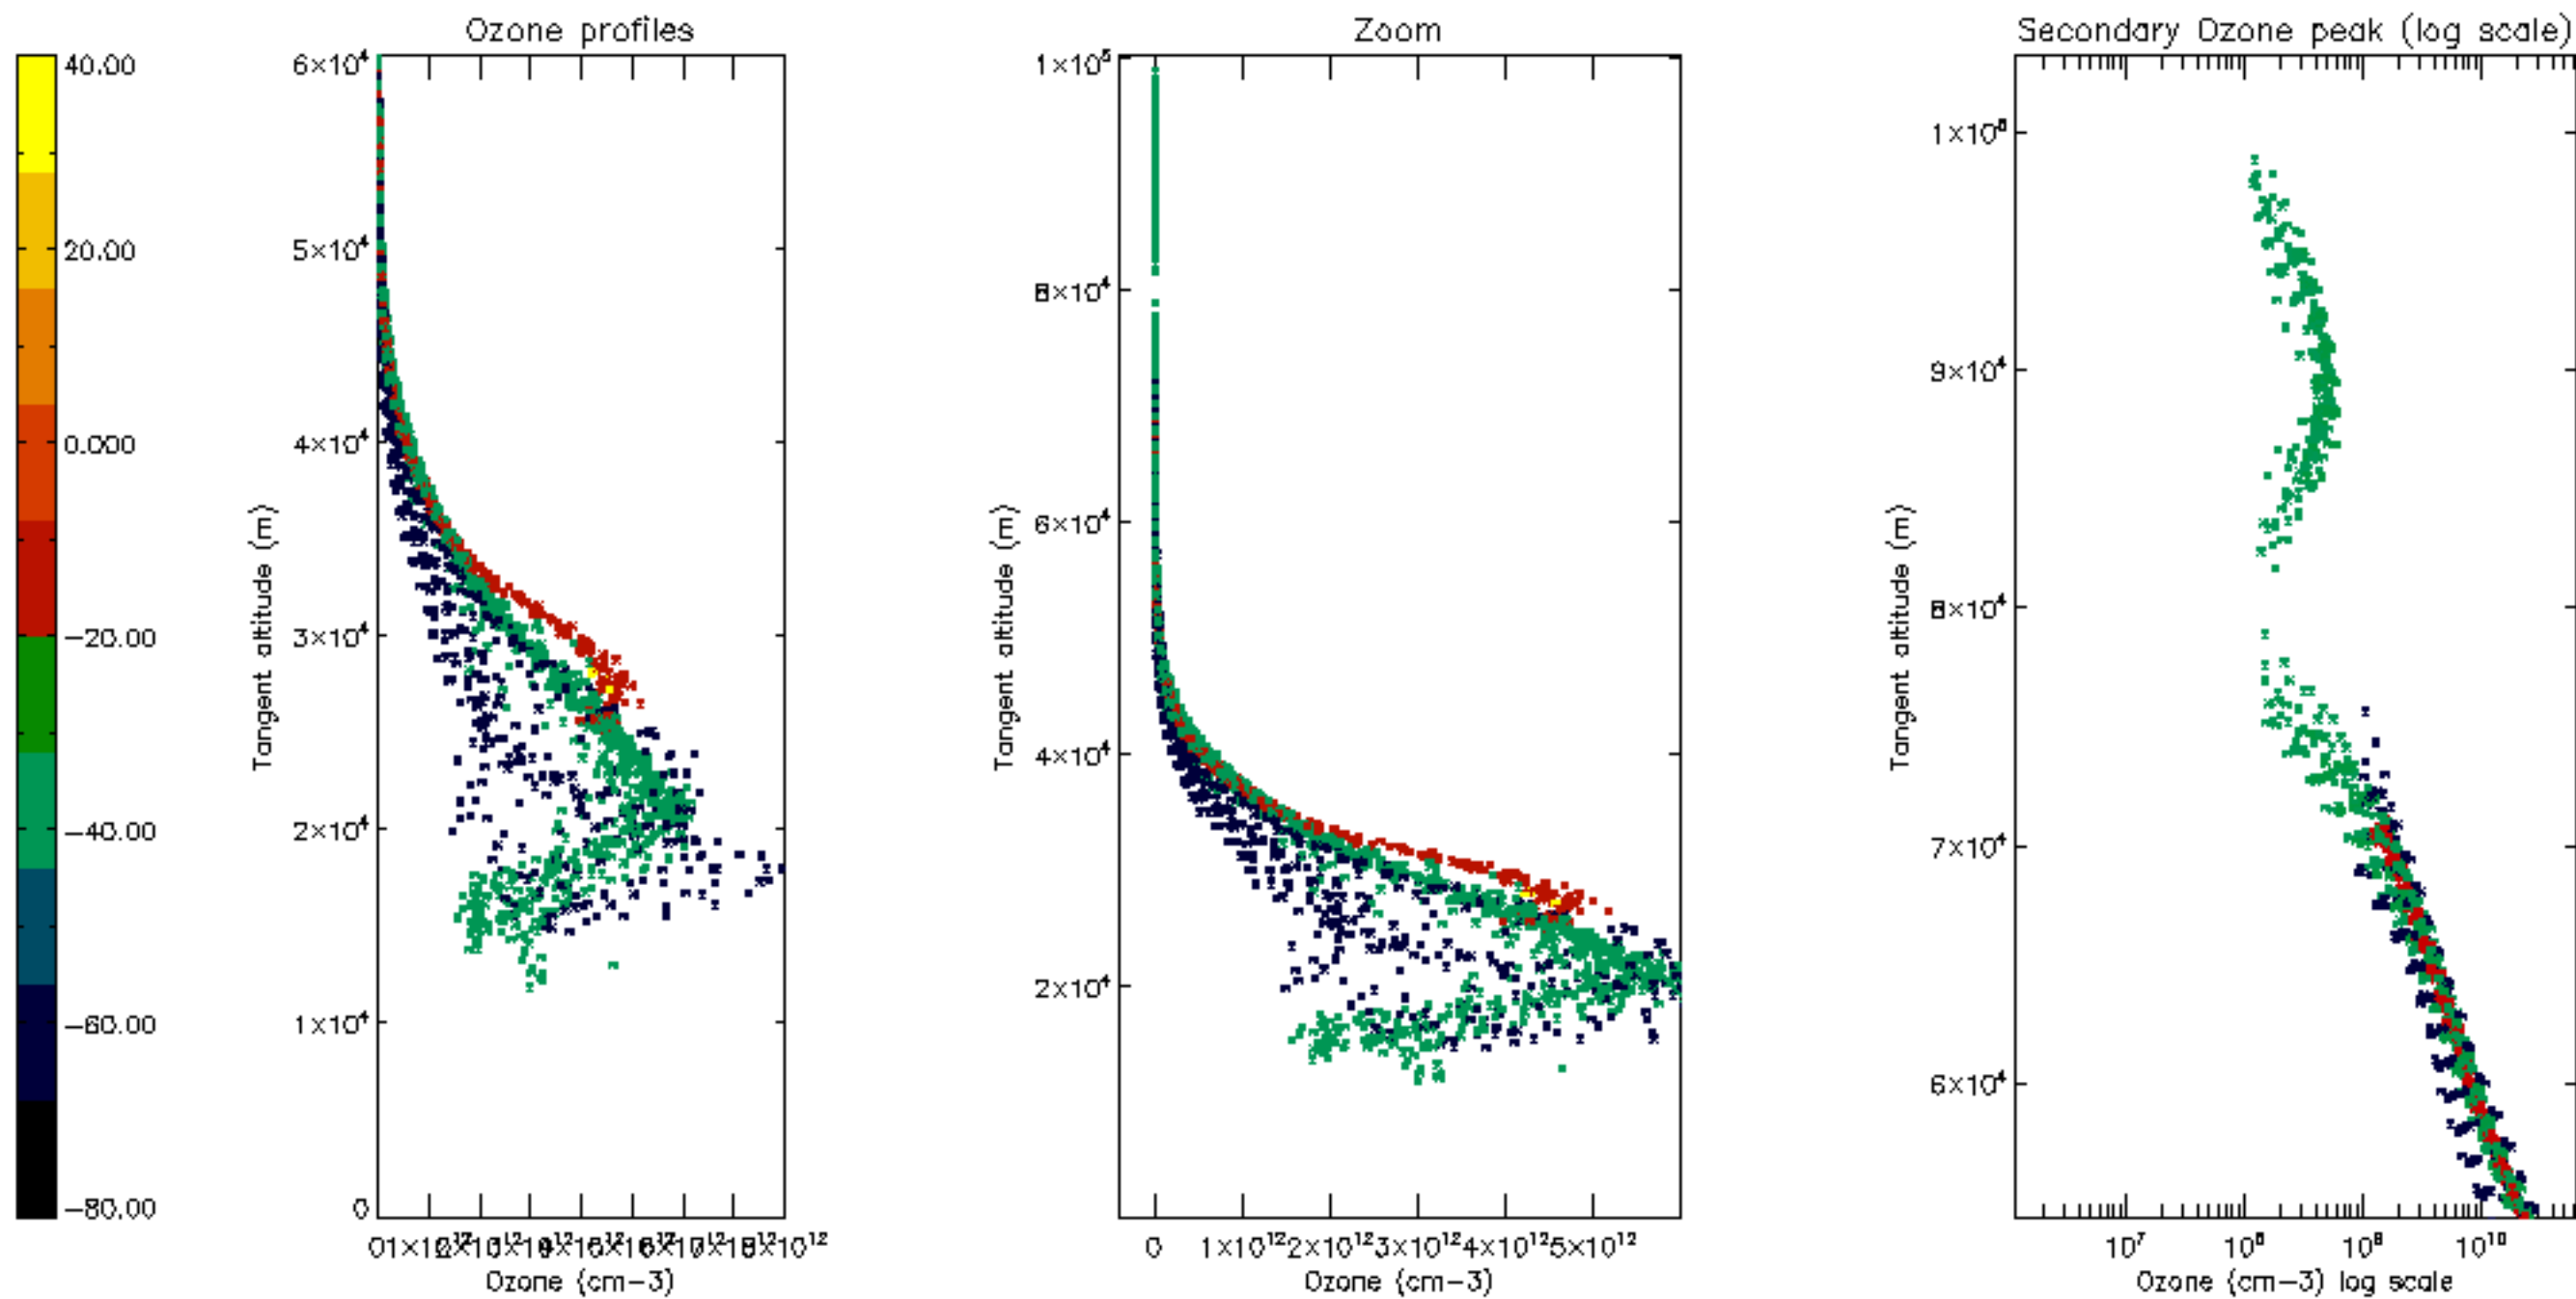 Ozone profiles
Zoom
Secondary Ozone peak (log scale)
40.00
20.00
0.000
−20.00
−40.00
−60.00
−80.00
6×10⁴
5×10⁴
4×10⁴
3×10⁴
2×10⁴
1×10⁴
0
Tangent altitude (m)
Ozone (cm−3)
1×10⁵
8×10⁴
6×10⁴
4×10⁴
2×10⁴
Tangent altitude (m)
0 1×10¹² 2×10¹² 3×10¹² 4×10¹² 5×10¹²
Ozone (cm−3)
9×10⁴
8×10⁴
7×10⁴
6×10⁴
Tangent altitude (m)
10⁷ 10⁸ 10⁹ 10¹⁰
Ozone (cm−3) log scale